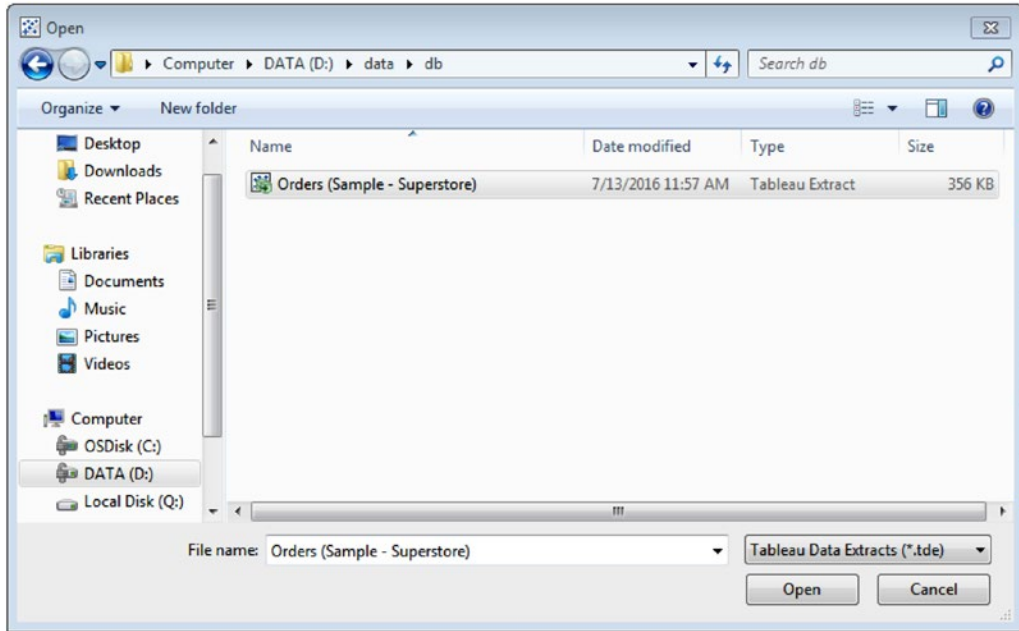 Open
Computer ▸ DATA (D:) ▸ data ▸ db
Search db
Organize
New folder
Name
Date modified
Type
Size
Desktop
Downloads
Recent Places
Libraries
Documents
Music
Pictures
Videos
Computer
OSDisk (C:)
DATA (D:)
Local Disk (Q:)
Orders (Sample - Superstore) 7/13/2016 11:57 AM Tableau Extract 356 KB
File name: Orders (Sample - Superstore)
Tableau Data Extracts (*.tde)
Open
Cancel